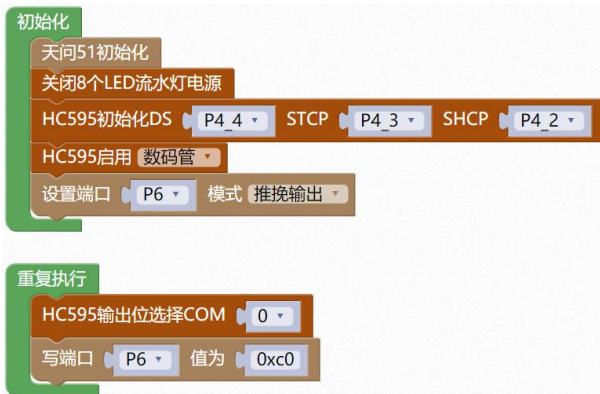 初始化
天问51初始化
关闭8个LED流水灯电源
HC595初始化DS P4_4 STCP P4_3 SHCP P4_2
HC595启用 数码管
设置端口 P6 模式 推挽输出
重复执行
HC595输出位选择COM 0
写端口 P6 值为 0xc0